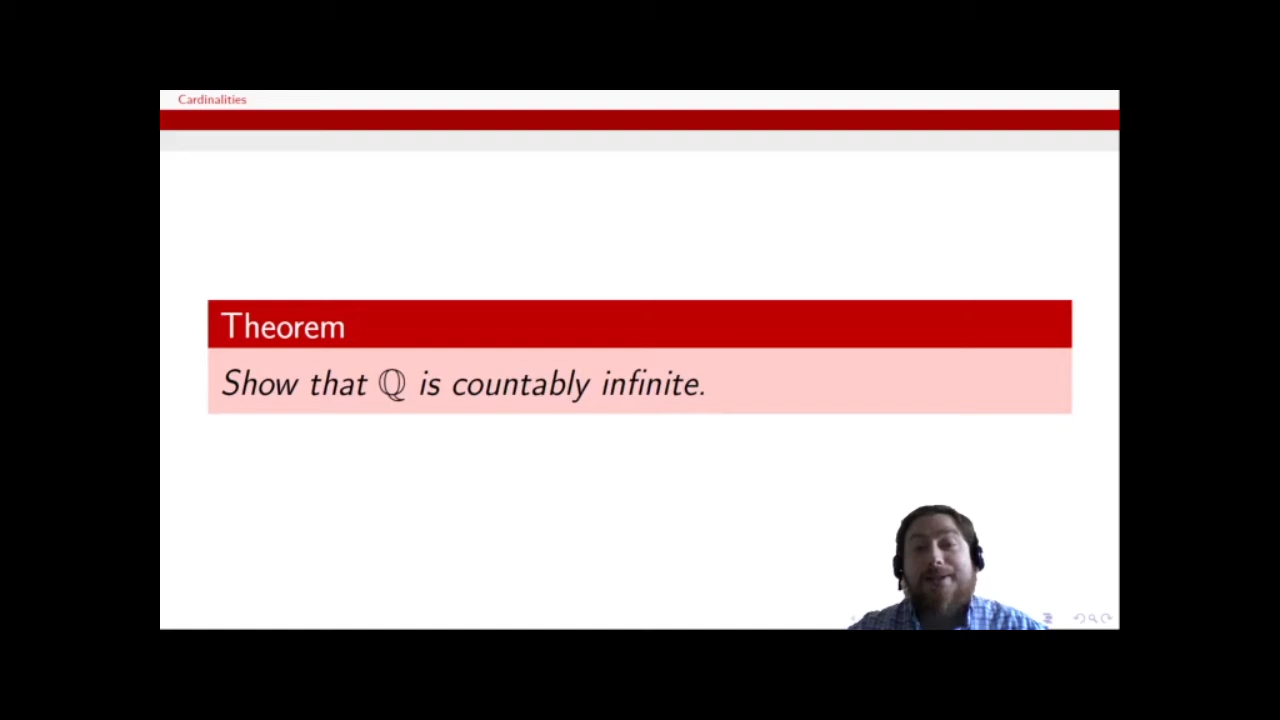 Cardinalities
Theorem
Show that ℚ is countably infinite.